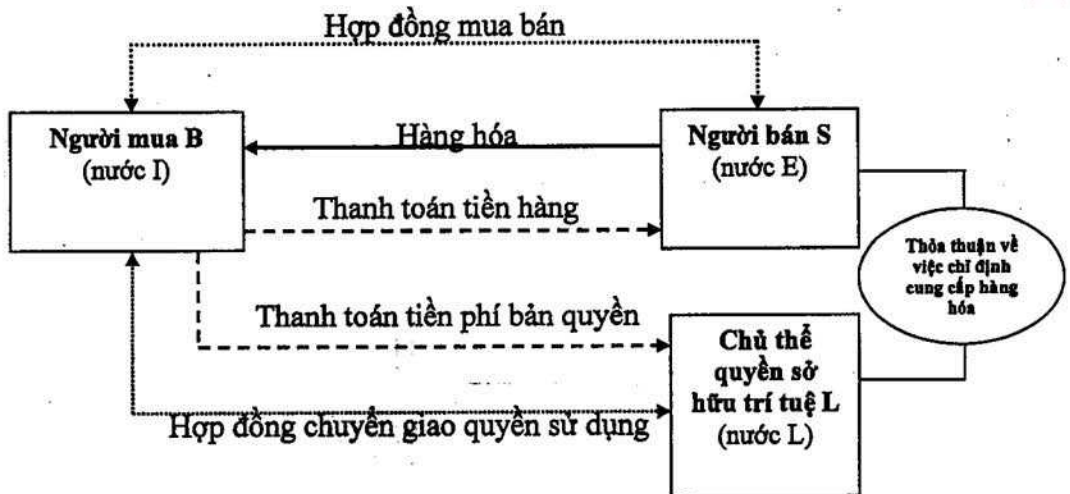 Hợp đồng mua bán
Người mua B
(nước I)
Hàng hóa
Người bán S
(nước E)
Thanh toán tiền hàng
Thỏa thuận về
việc chỉ định
cung cấp hàng
hóa
Thanh toán tiền phí bản quyền
Chủ thể
quyền sở
hữu trí tuệ L
(nước L)
Hợp đồng chuyển giao quyền sử dụng